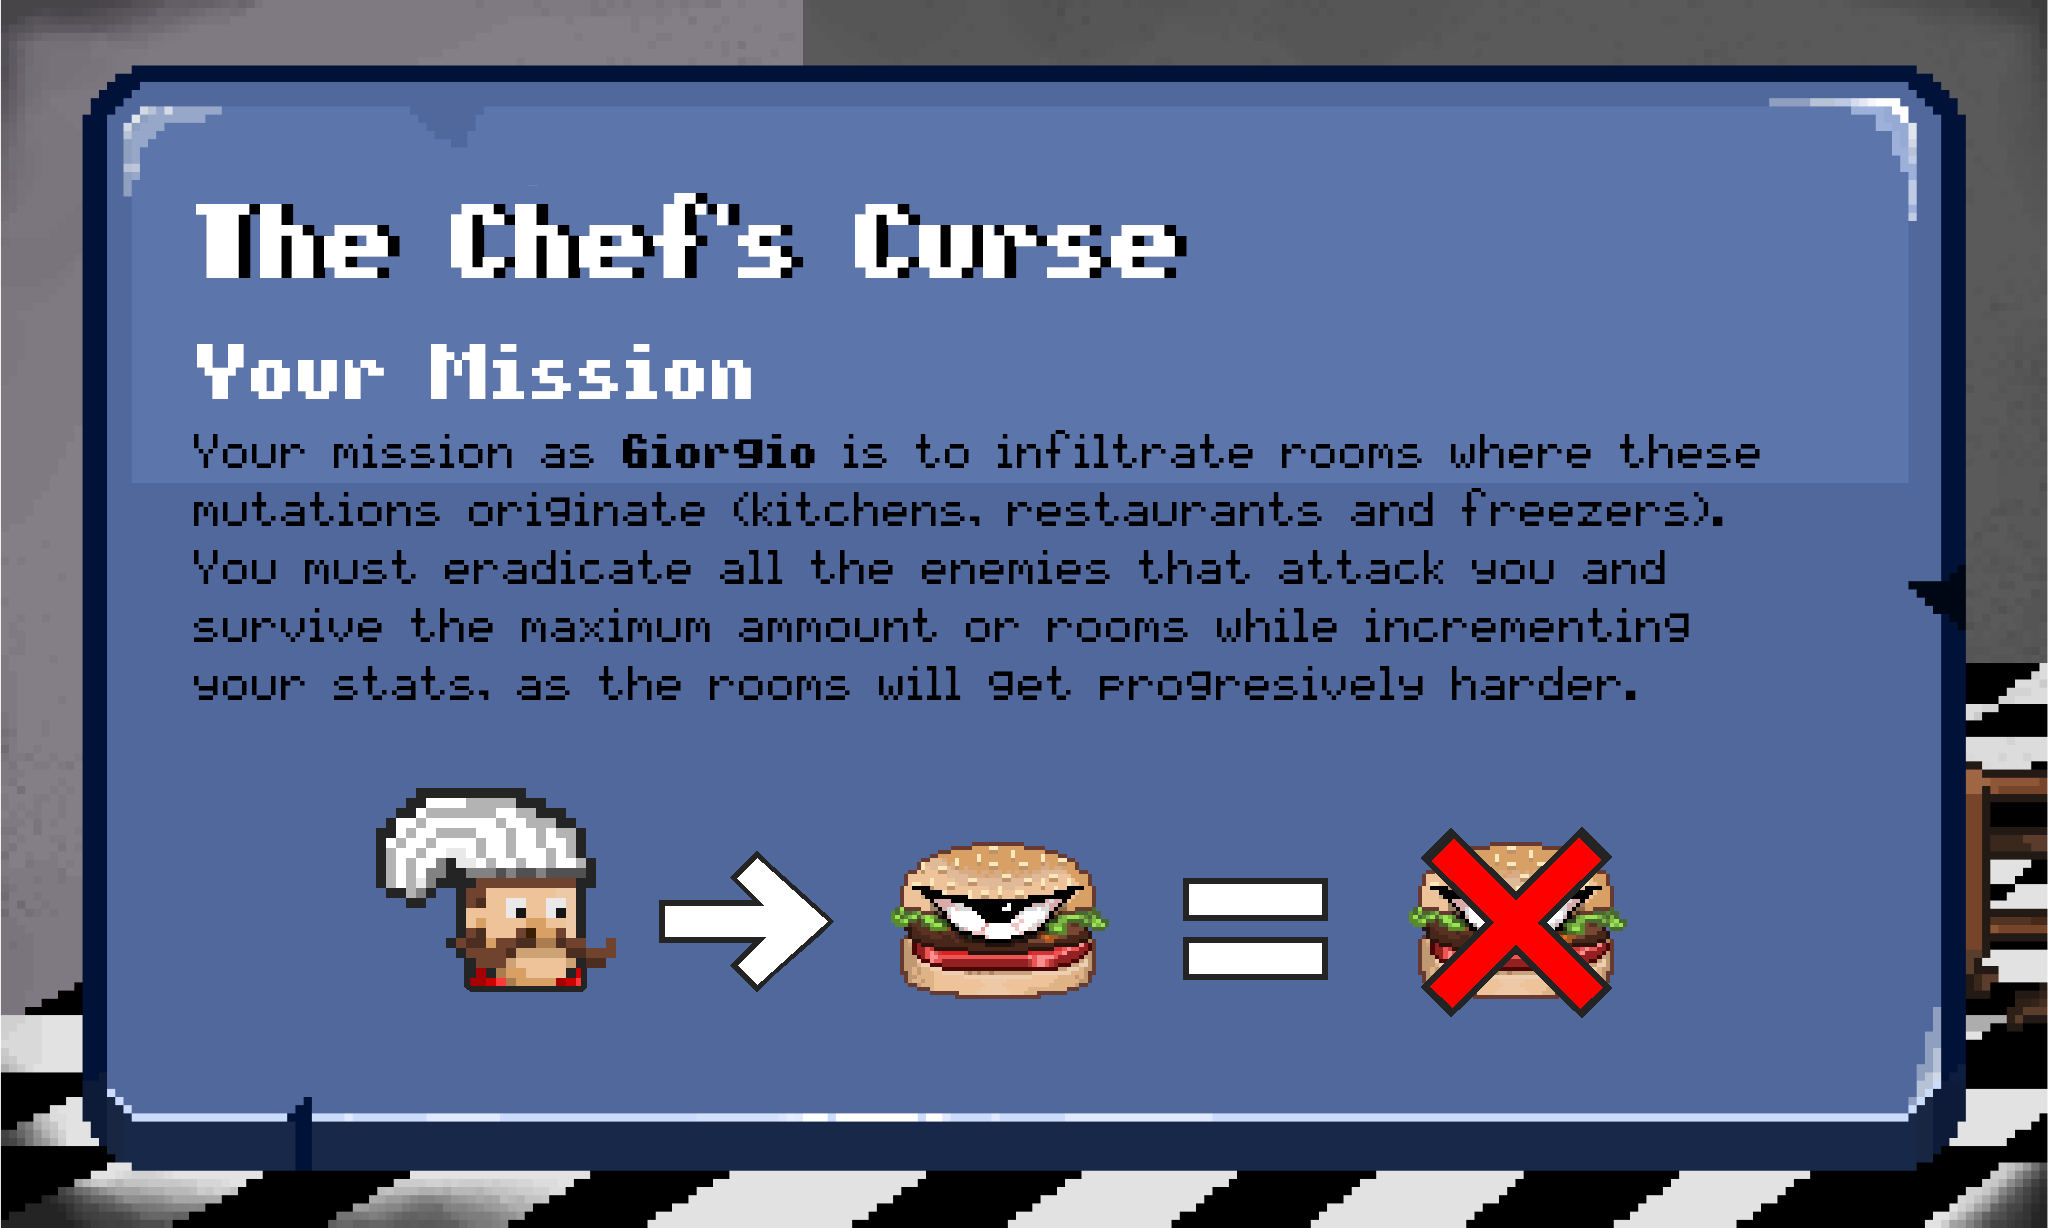 The Chef's Curse
Your Mission
Your mission as Giorgio is to infiltrate rooms where these
mutations originate (kitchens, restaurants and freezers).
You must eradicate all the enemies that attack you and
survive the maximum ammount or rooms while incrementing
your stats, as the rooms will get progresively harder.